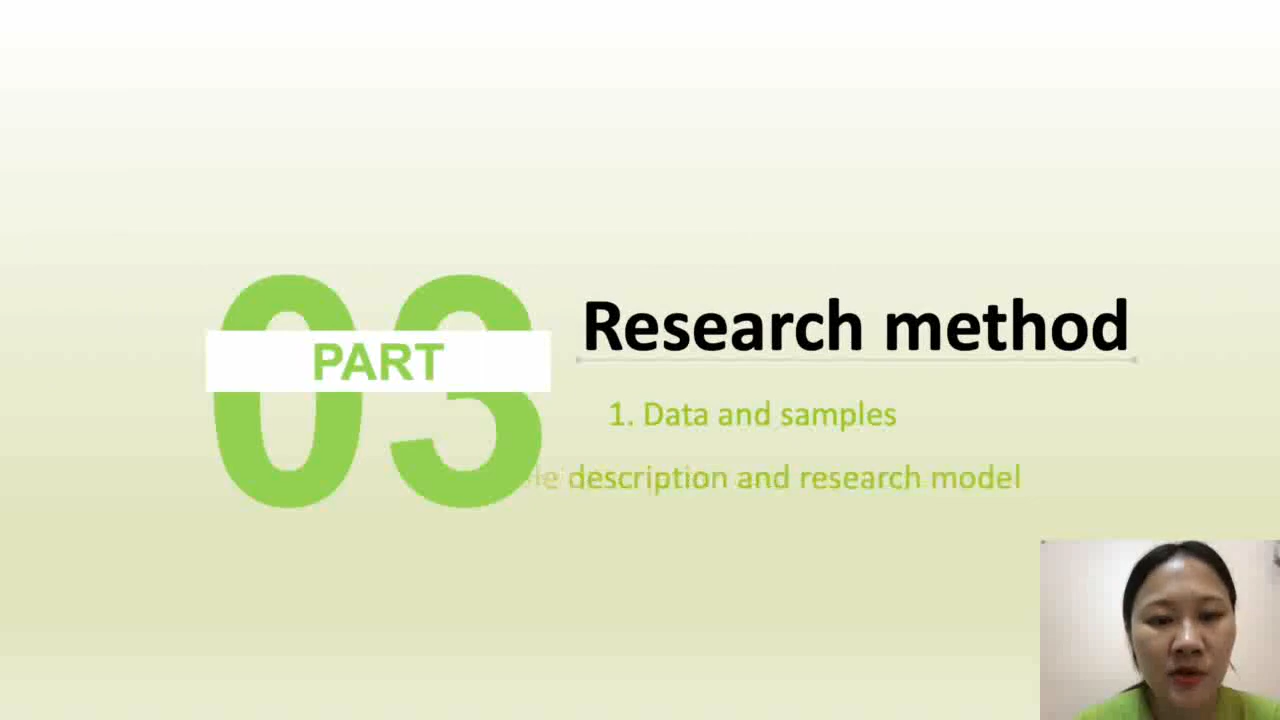 03
PART
Research method
1. Data and samples
description and research model